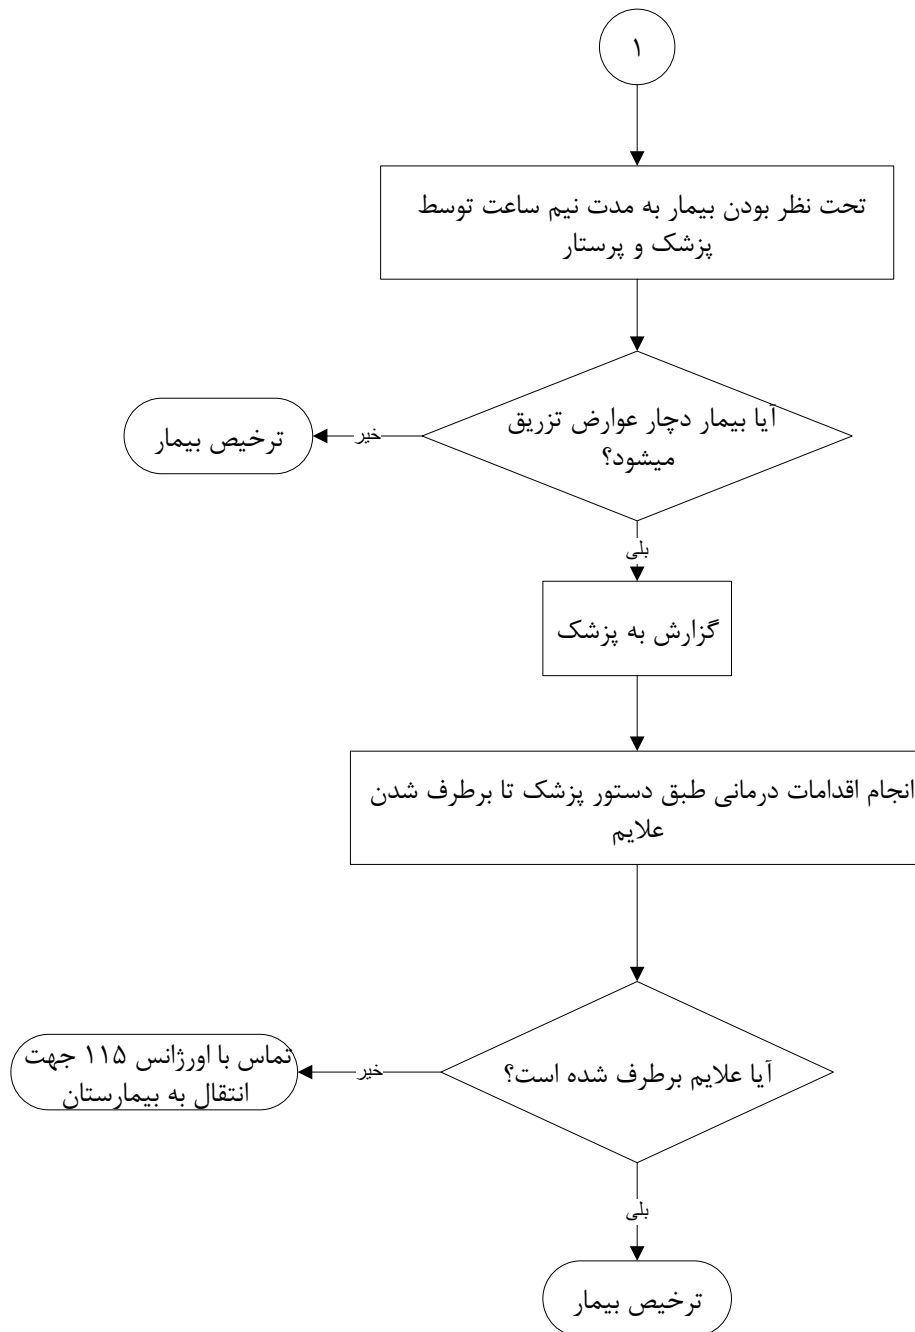 ۱
تحت نظر بودن بیمار به مدت نیم ساعت توسط
پزشک و پرستار
آیا بیمار دچار عوارض تزریق
میشود؟
خیر
ترخیص بیمار
بلی
گزارش به پزشک
انجام اقدامات درمانی طبق دستور پزشک تا برطرف شدن
علایم
آیا علایم برطرف شده است؟
خیر
تماس با اورژانس ۱۱۵ جهت
انتقال به بیمارستان
بلی
ترخیص بیمار